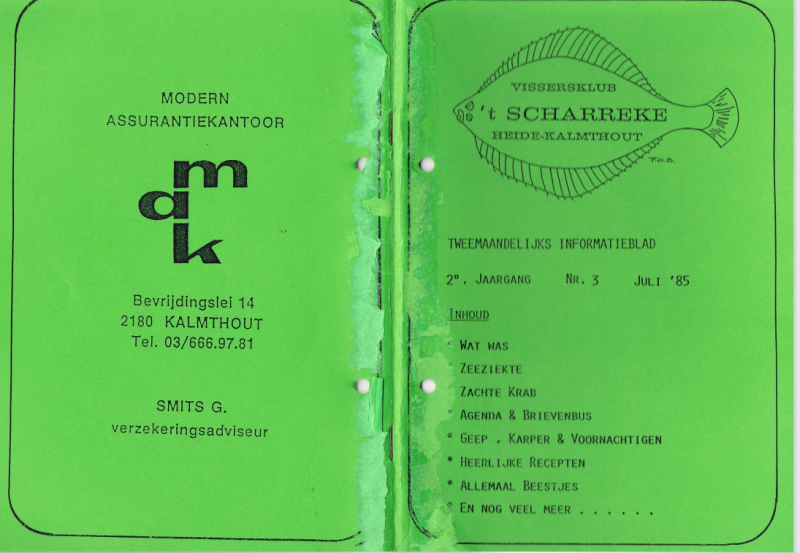 MODERN
ASSURANTIEKANTOOR
m
a
k
Bevrijdingslei 14
2180 KALMTHOUT
Tel. 03/666.97.81
SMITS G.
verzekeringsadviseur
VISSERSKLUB
't SCHARREKE
HEIDE-KALMTHOUT
TWEEMAANDELIJKS INFORMATIEBLAD
2°. JAARGANG NR. 3 JULI '85
INHOUD
* WAT WAS
* ZEEZIEKTE
* ZACHTE KRAB
* AGENDA & BRIEVENBUS
* GEEP , KARPER & VOORNACHTIGEN
* HEERLIJKE RECEPTEN
* ALLEMAAL BEESTJES
* EN NOG VEEL MEER . . . . . .